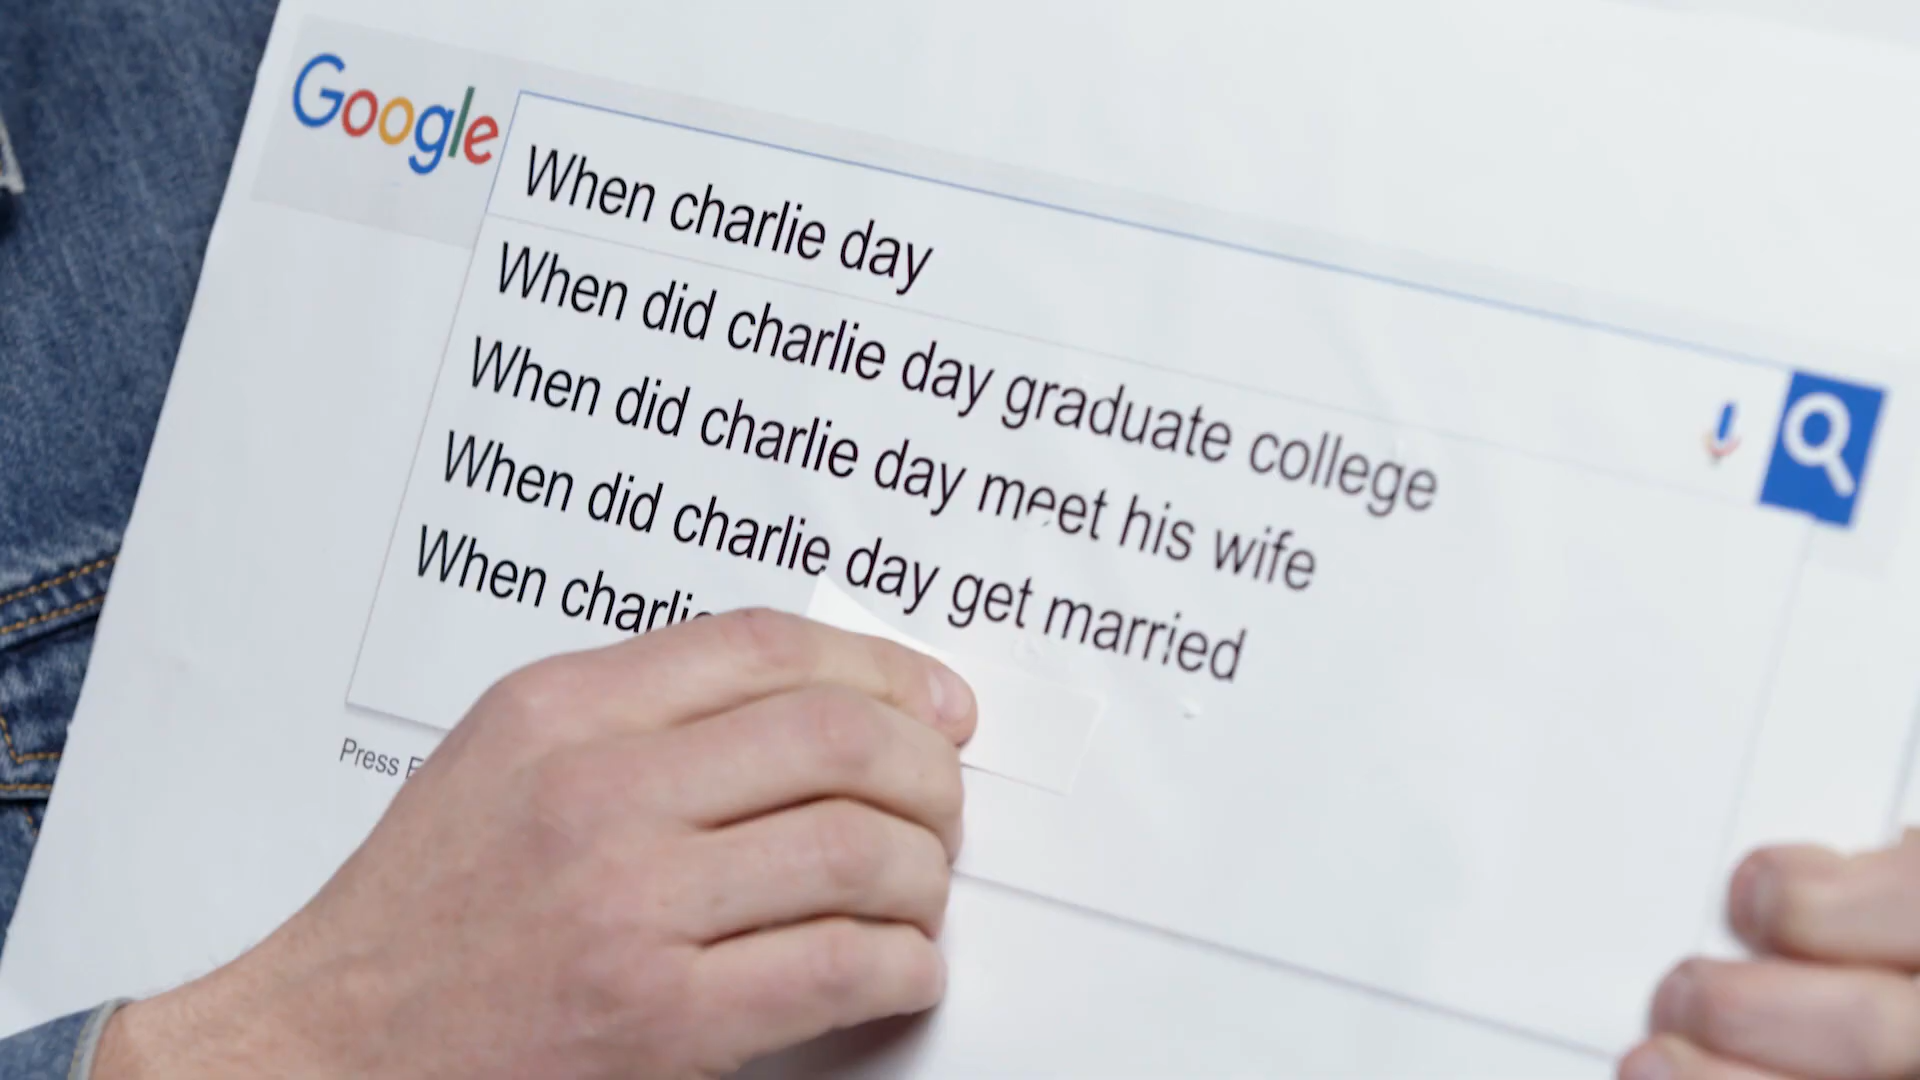 Google
When charlie day
When did charlie day graduate college
When did charlie day meet his wife
When did charlie day get married
When charlie
Press